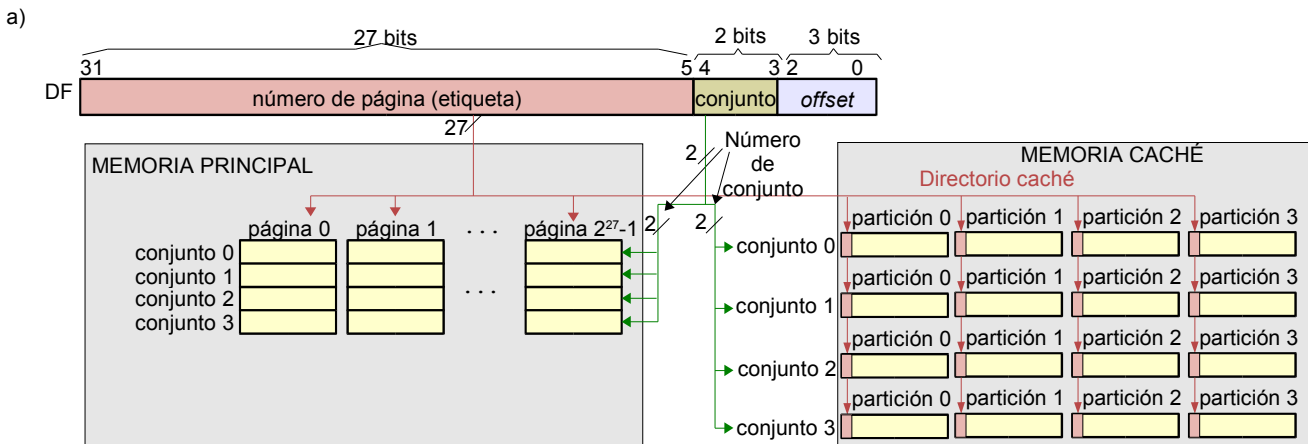 a)
27 bits 2 bits 3 bits
31 5 4 3 2 0
DF número de página (etiqueta) conjunto offset
27
2
Número
de
conjunto
MEMORIA PRINCIPAL
MEMORIA CACHÉ
Directorio caché
2
2
página 0 página 1 . . . página 2²⁷-1
conjunto 0
conjunto 1
conjunto 2 . . .
conjunto 3
conjunto 0
partición 0 partición 1 partición 2 partición 3
conjunto 1
partición 0 partición 1 partición 2 partición 3
conjunto 2
partición 0 partición 1 partición 2 partición 3
conjunto 3
partición 0 partición 1 partición 2 partición 3